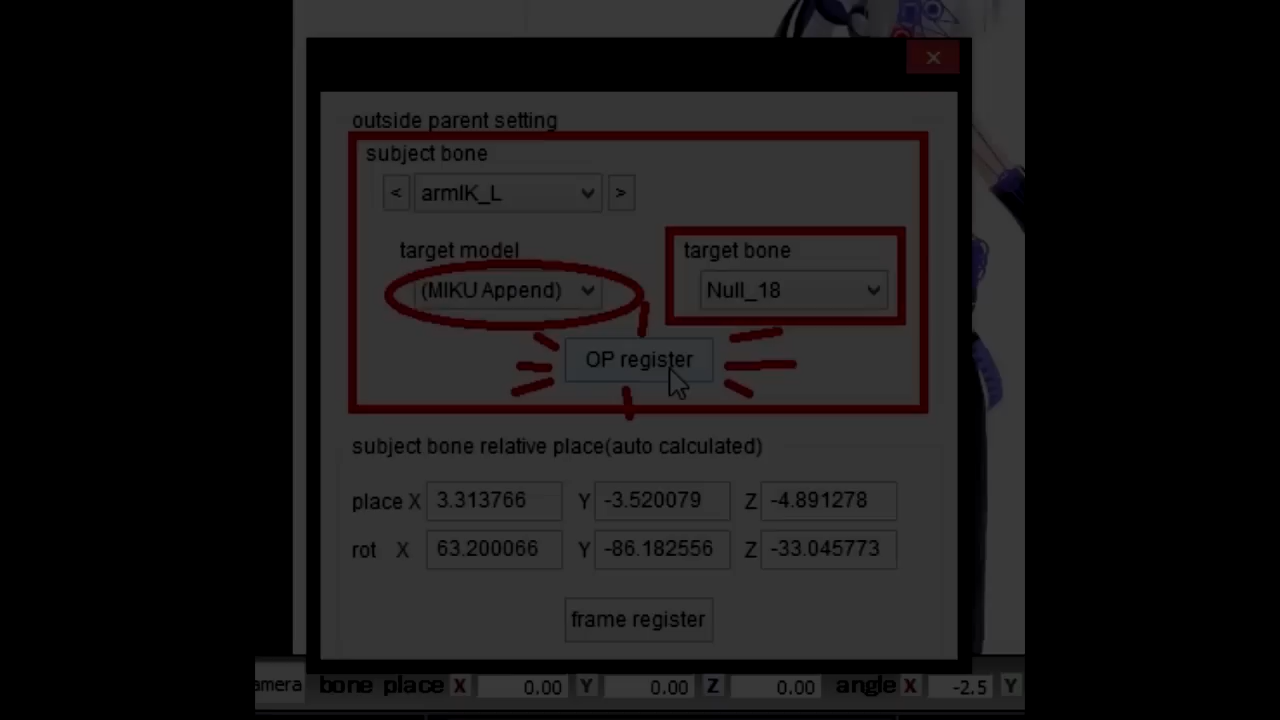 outside parent setting
subject bone
< armIK_L >
target model target bone
(MIKU Append) Null_18
OP register
subject bone relative place(auto calculated)
place X 3.313766 Y -3.520079 Z -4.891278
rot X 63.200066 Y -86.182556 Z -33.045773
frame register
amera bone place X 0.00 Y 0.00 Z 0.00 angle X -2.5 Y